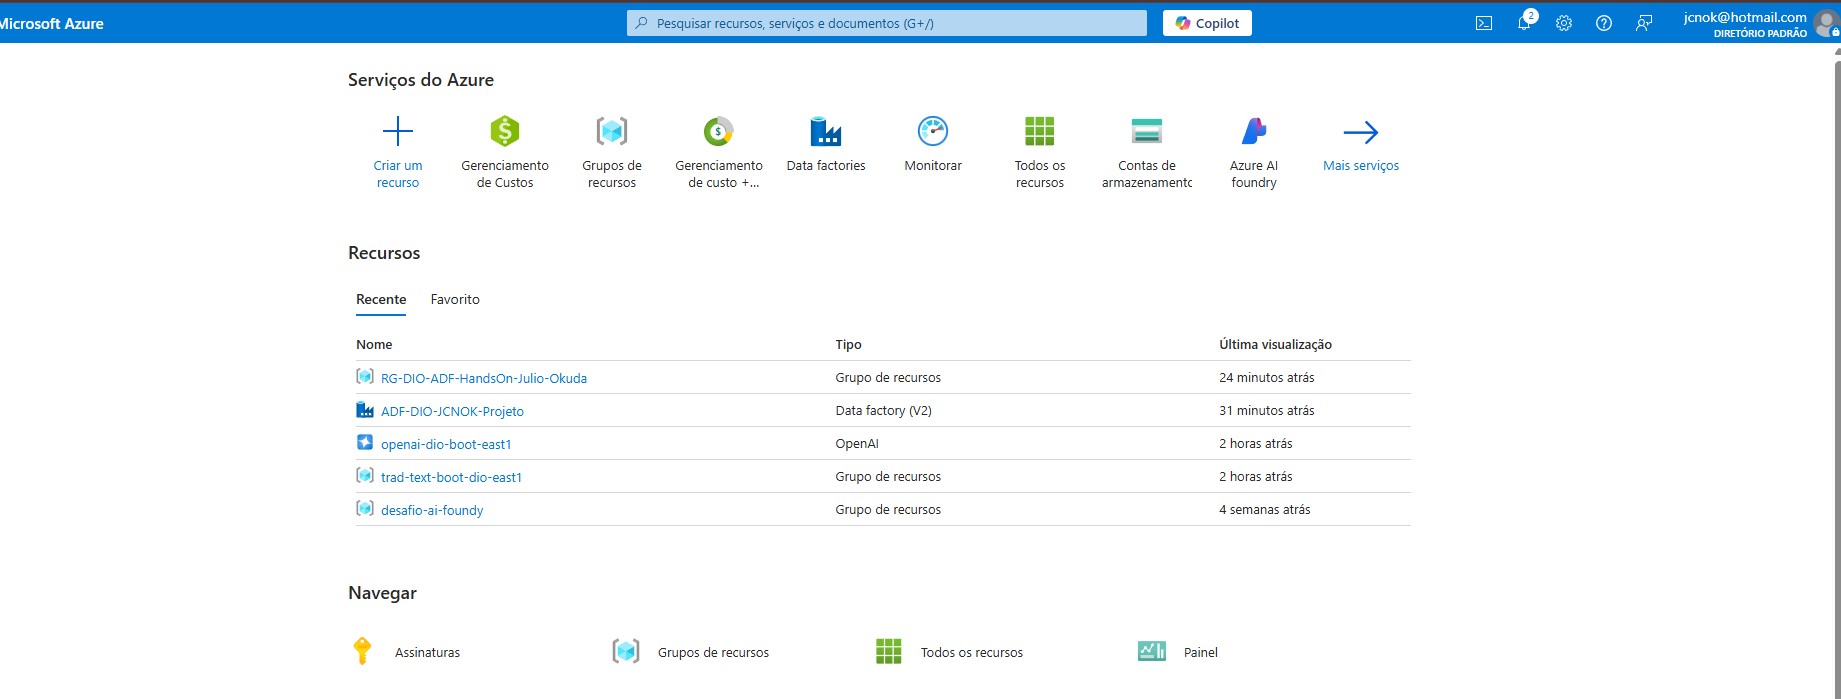 Microsoft Azure
Pesquisar recursos, serviços e documentos (G+/)
Copilot
2
jcnok@hotmail.com
DIRETÓRIO PADRÃO
Serviços do Azure
Criar um recurso
Gerenciamento de Custos
Grupos de recursos
Gerenciamento de custo +...
Data factories
Monitorar
Todos os recursos
Contas de armazenamento
Azure AI foundry
Mais serviços
Recursos
Recente Favorito
Nome Tipo Última visualização
RG-DIO-ADF-HandsOn-Julio-Okuda Grupo de recursos 24 minutos atrás
ADF-DIO-JCNOK-Projeto Data factory (V2) 31 minutos atrás
openai-dio-boot-east1 OpenAI 2 horas atrás
trad-text-boot-dio-east1 Grupo de recursos 2 horas atrás
desafio-ai-foundy Grupo de recursos 4 semanas atrás
Navegar
Assinaturas Grupos de recursos Todos os recursos Painel